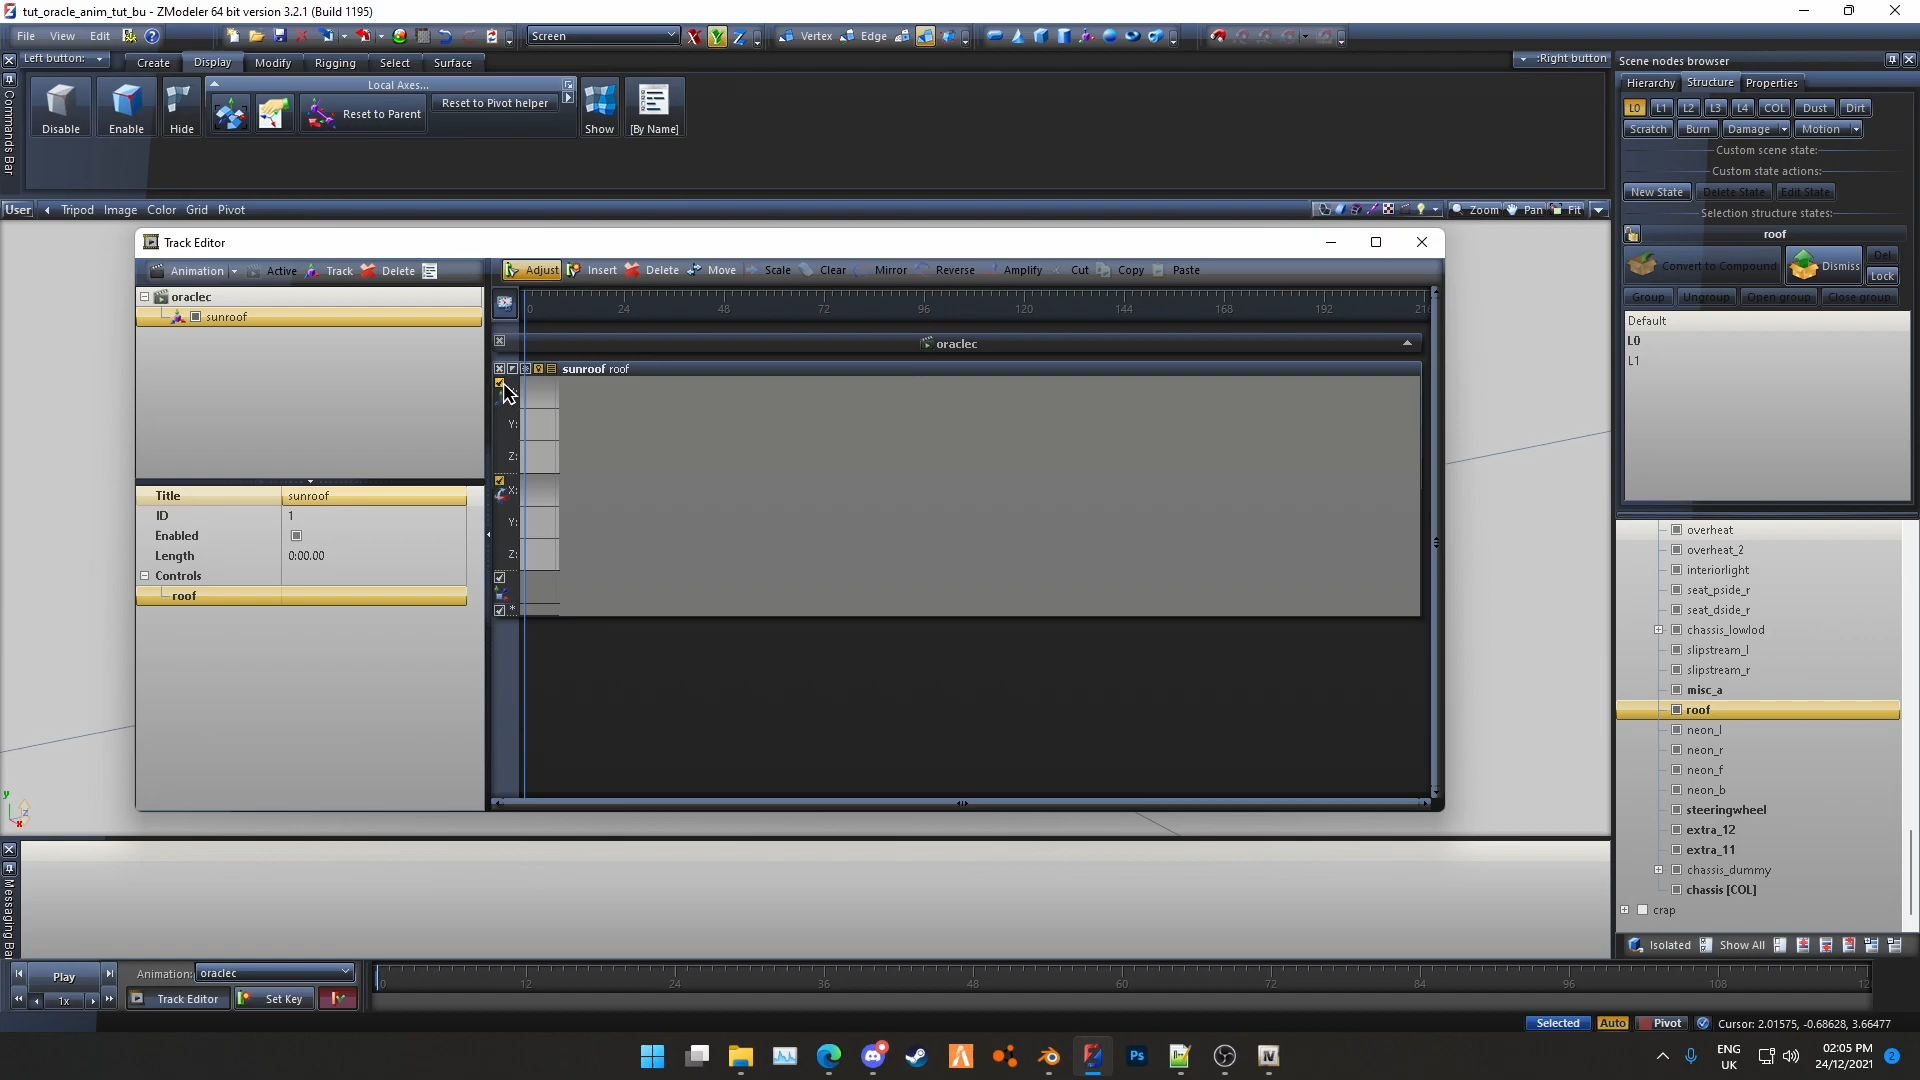 tut_oracle_anim_tut_bu - ZModeler 64 bit version 3.2.1 (Build 1195)
File View Edit
Screen
X Y Z
Vertex Edge
Left button:
Create Display Modify Rigging Select Surface
:Right button
Commands Bar
Disable
Enable
Hide
Local Axes...
Reset to Parent
Reset to Pivot helper
Show
[By Name]
User Tripod Image Color Grid Pivot
Zoom Pan Fit
Track Editor
Animation Active Track Delete
Adjust Insert Delete Move Scale Clear Mirror Reverse Amplify Cut Copy Paste
oraclec
sunroof
0 24 48 72 96 120 144 168 192 216
oraclec
sunroof roof
Y:
Z:
X:
Y:
Z:
Title sunroof
ID 1
Enabled
Length 0:00.00
Controls
roof
Scene nodes browser
Hierarchy Structure Properties
L0 L1 L2 L3 L4 COL Dust Dirt
Scratch Burn Damage Motion
Custom scene state:
Custom state actions:
New State Delete State Edit State
Selection structure states:
roof
Convert to Compound Dismiss Del
Lock
Group Ungroup Open group Close group
Default
L0
L1
overheat
overheat_2
interiorlight
seat_pside_r
seat_dside_r
chassis_lowlod
slipstream_l
slipstream_r
misc_a
roof
neon_l
neon_r
neon_f
neon_b
steeringwheel
extra_12
extra_11
chassis_dummy
chassis [COL]
crap
Isolated Show All
Messaging Ba
Play
1x
Animation: oraclec
Track Editor Set Key
0 12 24 36 48 60 72 84 96 108 12
Selected Auto Pivot Cursor: 2.01575, -0.68628, 3.66477
ENG
UK
02:05 PM
24/12/2021
2